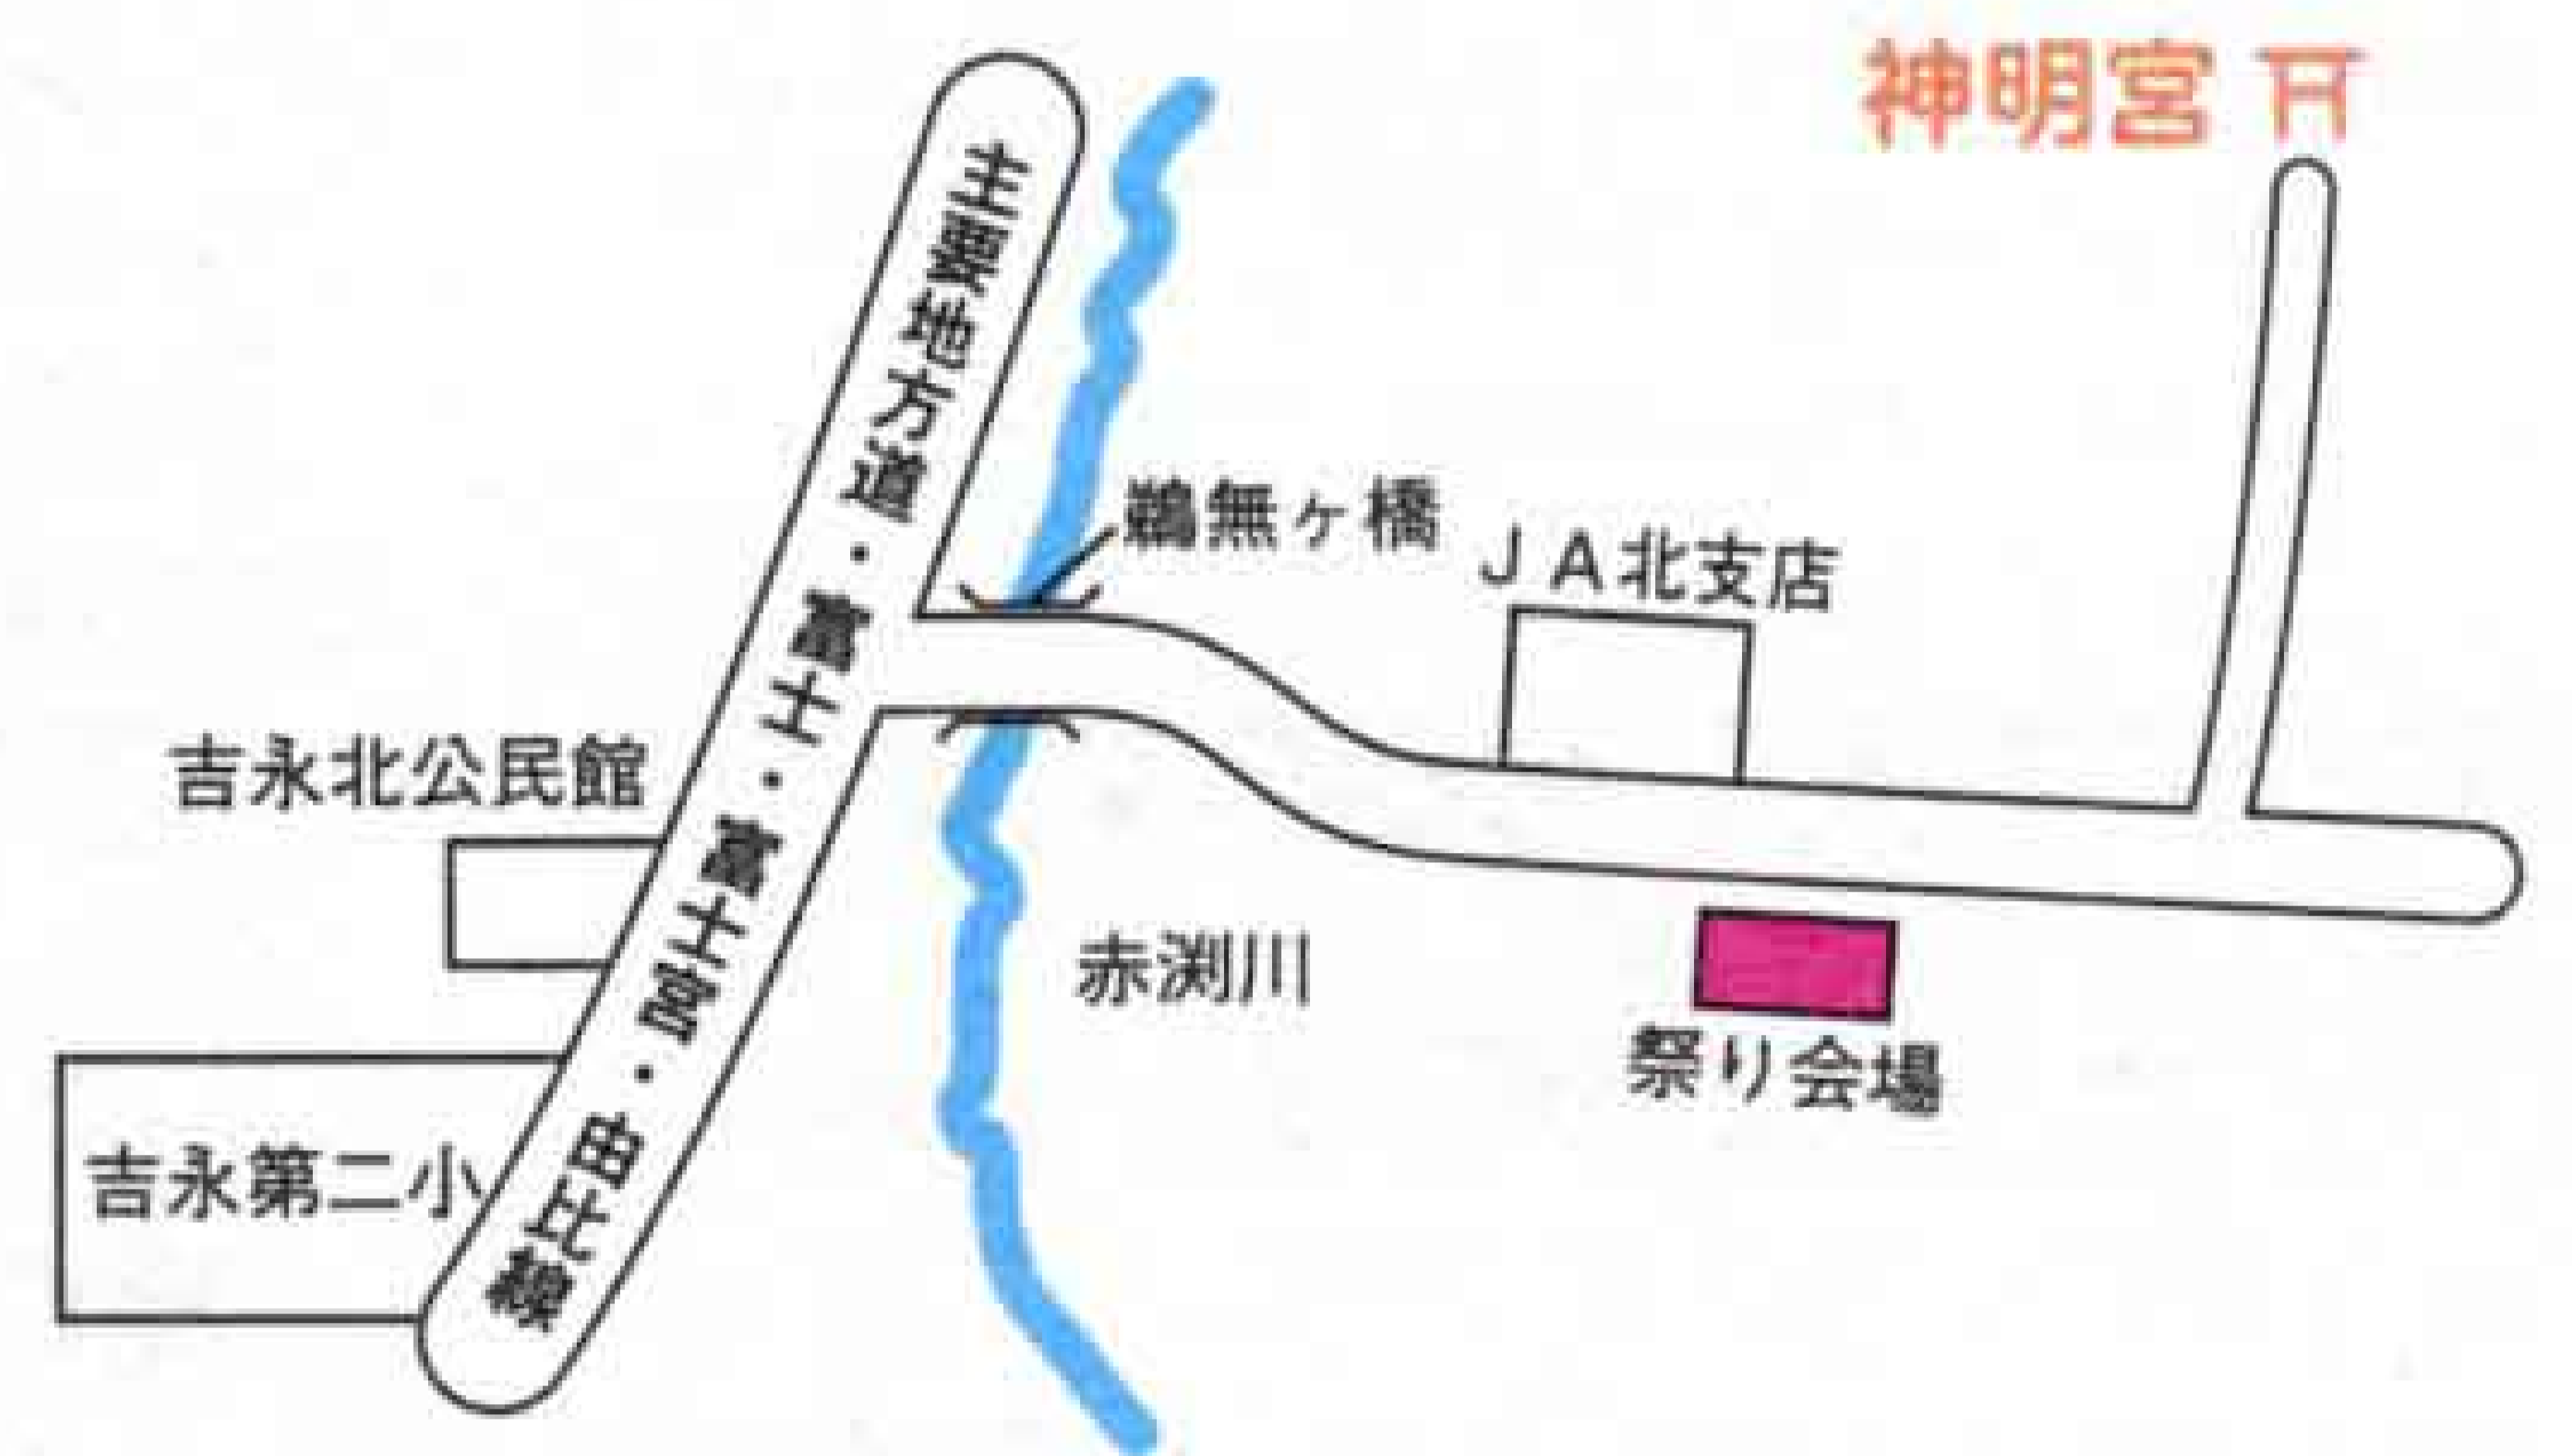 神明宮
主要地方道・富士・富士宮・由比線
鵜無ヶ橋
JA北支店
吉永北公民館
赤渕川
祭り会場
吉永第二小